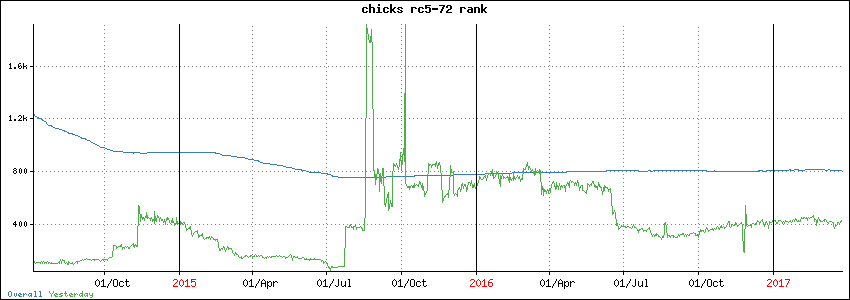 chicks rc5-72 rank
1.6k
1.2k
800
400
01/Oct 2015 01/Apr 01/Jul 01/Oct 2016 01/Apr 01/Jul 01/Oct 2017
Overall Yesterday